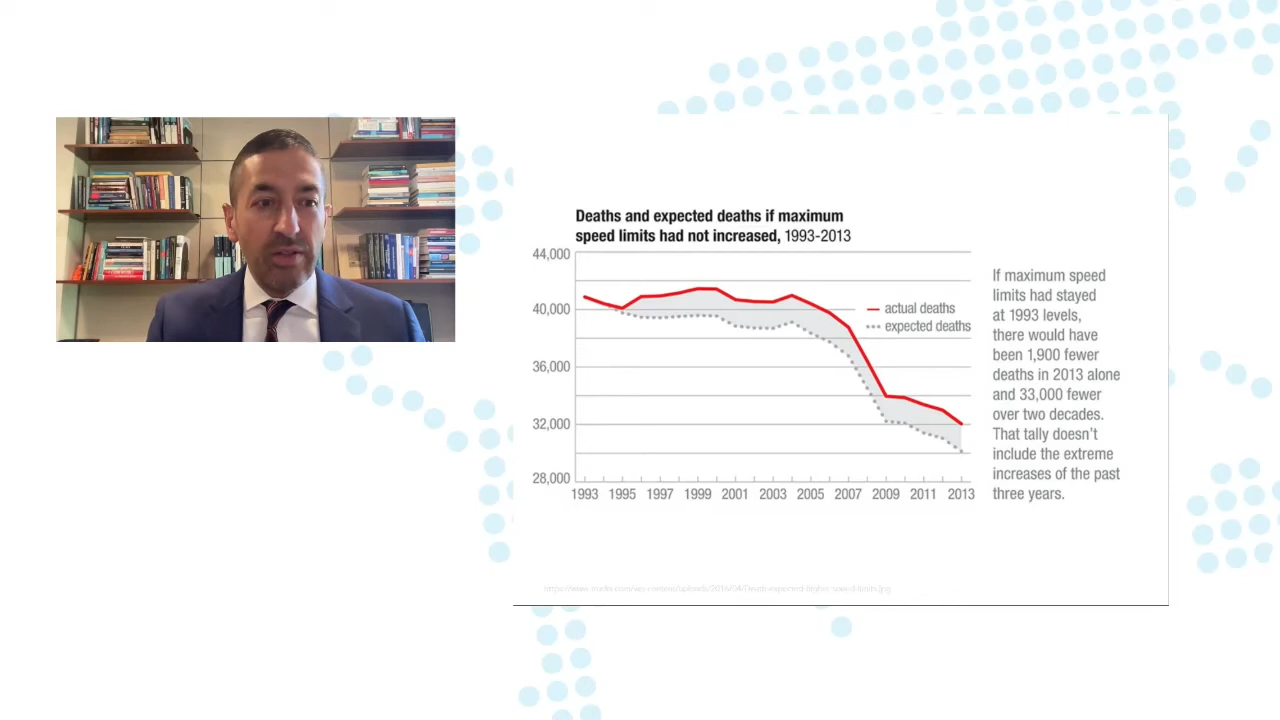 Deaths and expected deaths if maximum
speed limits had not increased, 1993-2013
44,000
40,000
36,000
32,000
28,000
1993 1995 1997 1999 2001 2003 2005 2007 2009 2011 2013
actual deaths
expected deaths
If maximum speed
limits had stayed
at 1993 levels,
there would have
been 1,900 fewer
deaths in 2013 alone
and 33,000 fewer
over two decades.
That tally doesn't
include the extreme
increases of the past
three years.